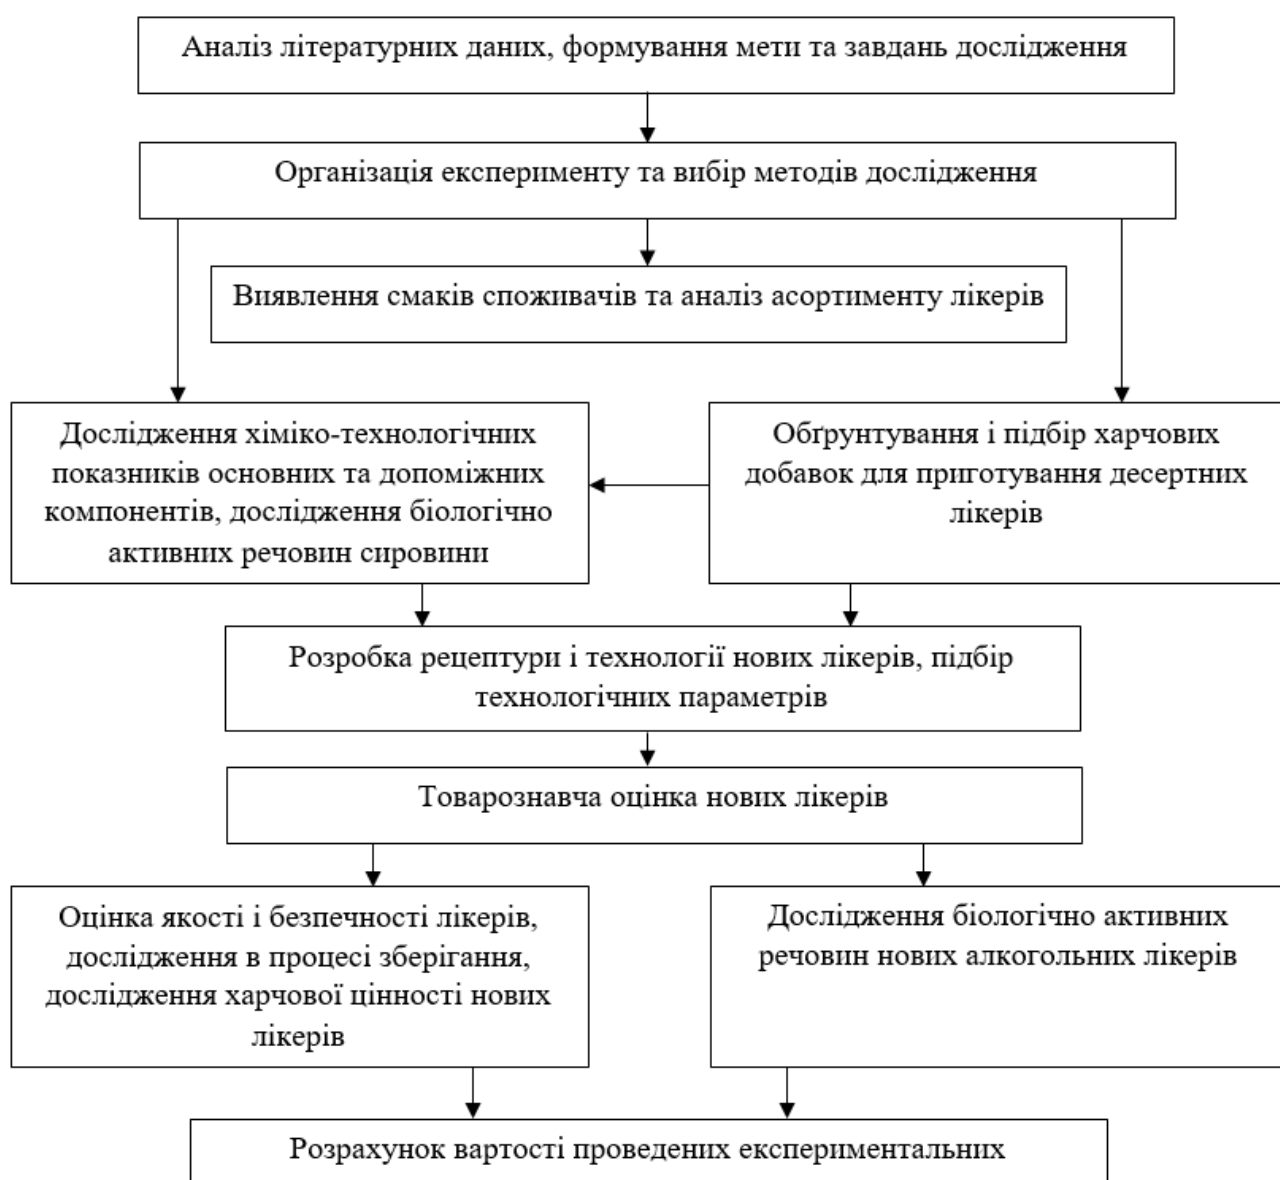 Аналіз літературних даних, формування мети та завдань дослідження
Організація експерименту та вибір методів дослідження
Виявлення смаків споживачів та аналіз асортименту лікерів
Дослідження хіміко-технологічних
показників основних та допоміжних
компонентів, дослідження біологічно
активних речовин сировини
Обґрунтування і підбір харчових
добавок для приготування десертних
лікерів
Розробка рецептури і технології нових лікерів, підбір
технологічних параметрів
Товарознавча оцінка нових лікерів
Оцінка якості і безпечності лікерів,
дослідження в процесі зберігання,
дослідження харчової цінності нових
лікерів
Дослідження біологічно активних
речовин нових алкогольних лікерів
Розрахунок вартості проведених експериментальних